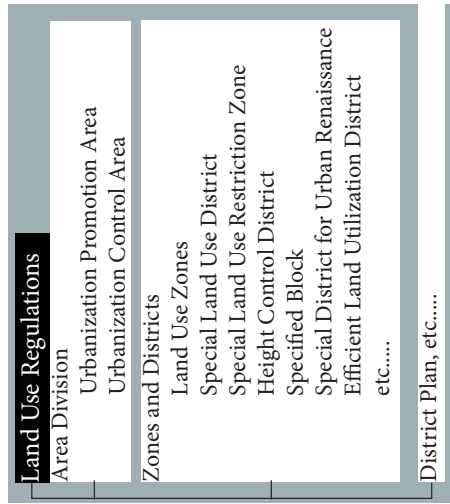 Land Use Regulations
Area Division
Urbanization Promotion Area
Urbanization Control Area
Zones and Districts
Land Use Zones
Special Land Use District
Special Land Use Restriction Zone
Height Control District
Specified Block
Special District for Urban Renaissance
Efficient Land Utilization District
etc.....
District Plan, etc.....